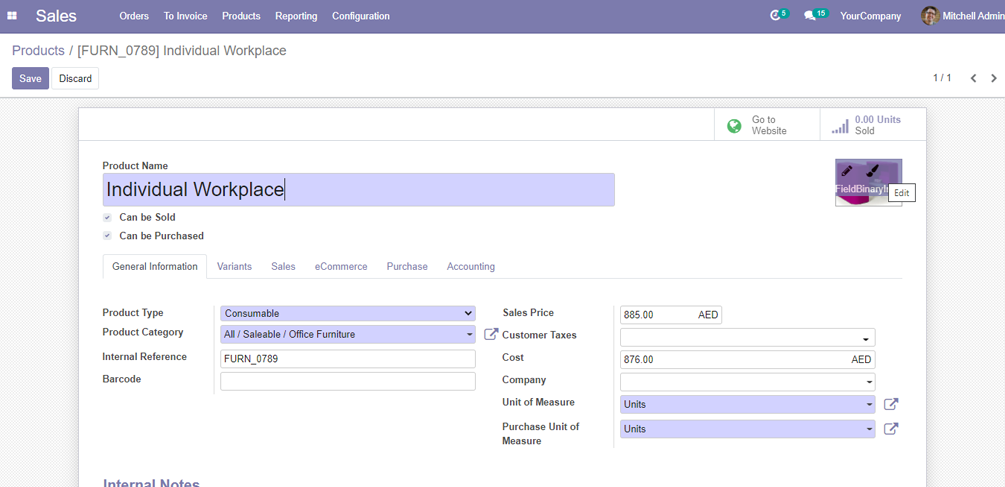 Sales Orders To Invoice Products Reporting Configuration 5 15 YourCompany Mitchell Admin
Products / [FURN_0789] Individual Workplace
Save Discard 1 / 1
Go to Website
0.00 Units Sold
Product Name
Individual Workplace
Edit
Can be Sold
Can be Purchased
General Information Variants Sales eCommerce Purchase Accounting
Product Type Consumable
Product Category All / Saleable / Office Furniture
Internal Reference FURN_0789
Barcode
Sales Price 885.00 AED
Customer Taxes
Cost 876.00 AED
Company
Unit of Measure Units
Purchase Unit of Measure Units
Internal Notes